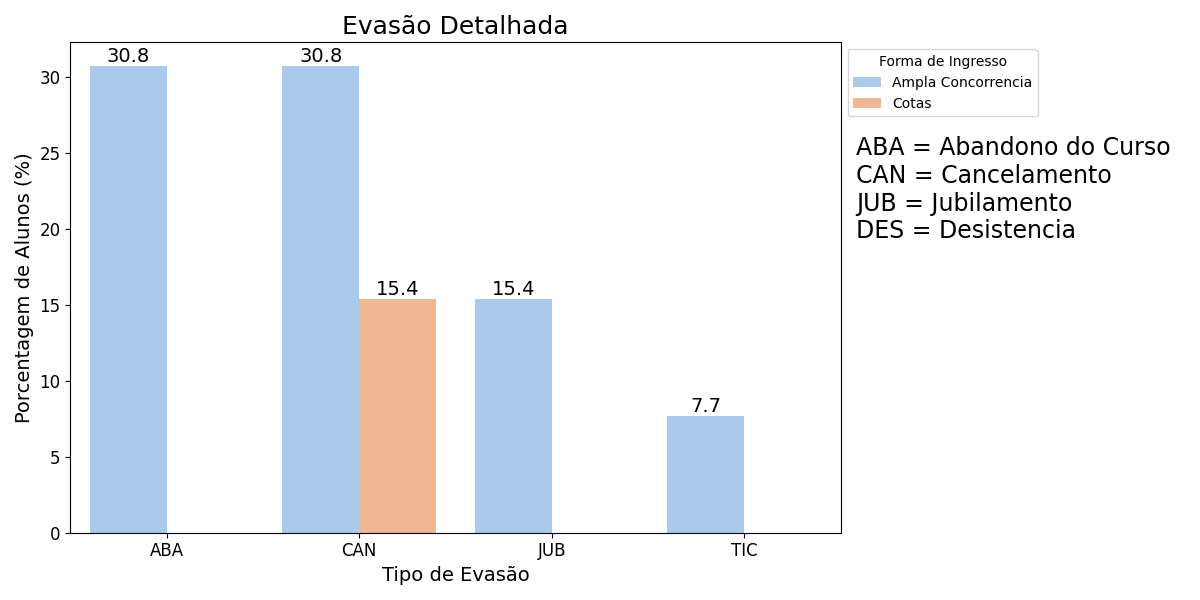 Evasão Detalhada
Porcentagem de Alunos (%)
30
25
20
15
10
5
0
30.8
30.8
15.4
15.4
7.7
ABA
CAN
JUB
TIC
Tipo de Evasão
Forma de Ingresso
Ampla Concorrencia
Cotas
ABA = Abandono do Curso
CAN = Cancelamento
JUB = Jubilamento
DES = Desistencia